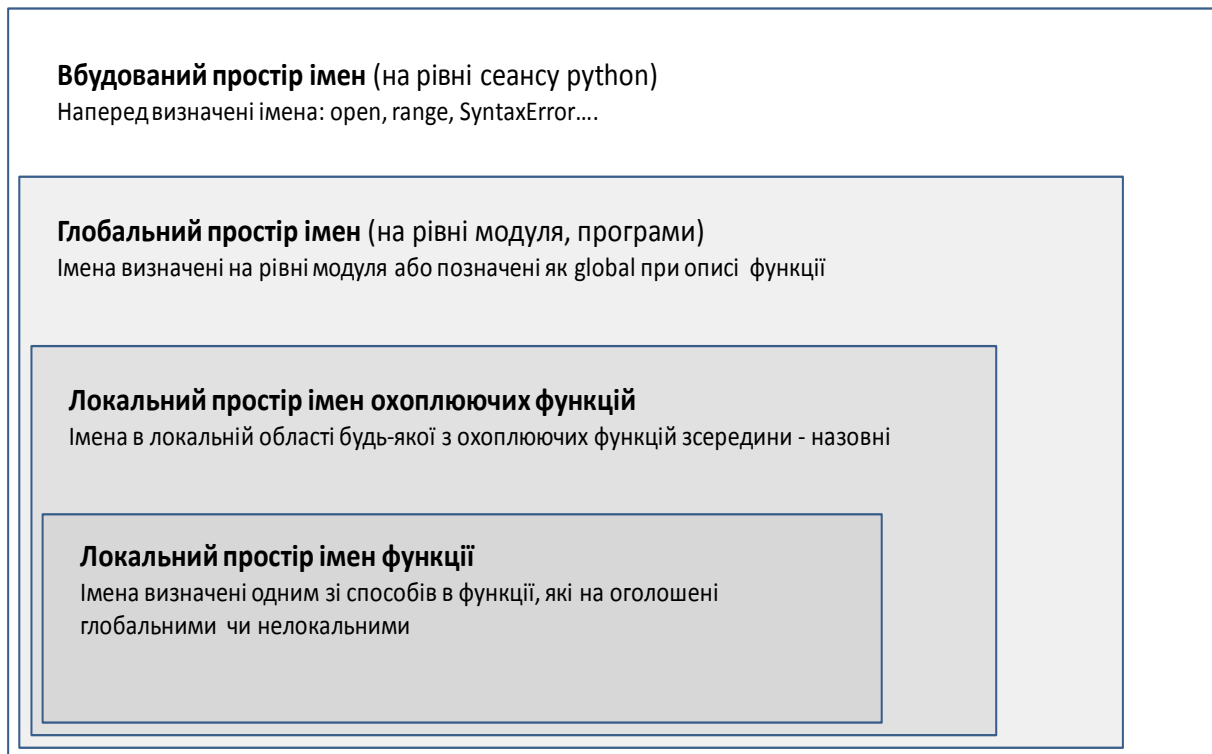 Вбудований простір імен (на рівні сеансу python)
Наперед визначені імена: open, range, SyntaxError….
Глобальний простір імен (на рівні модуля, програми)
Імена визначені на рівні модуля або позначені як global при описі функції
Локальний простір імен охоплюючих функцій
Імена в локальній області будь-якої з охоплюючих функцій зсередини - назовні
Локальний простір імен функції
Імена визначені одним зі способів в функції, які на оголошені
глобальними чи нелокальними